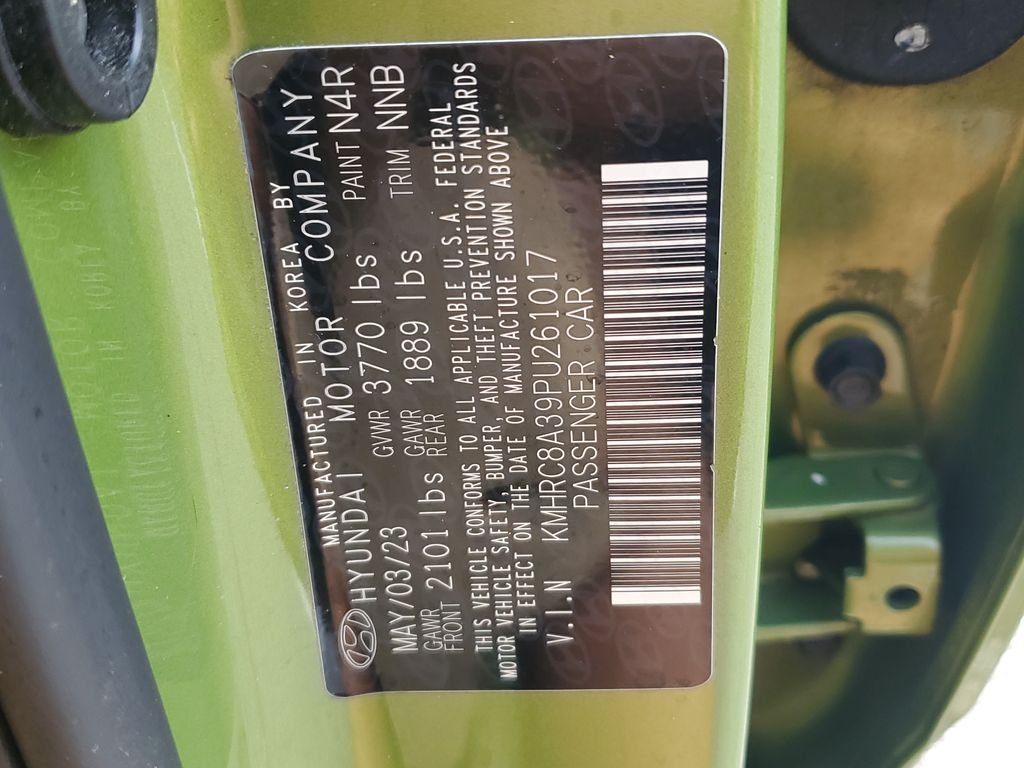 MANUFACTURED IN KOREA BY
HYUNDAI MOTOR COMPANY
MAY/03/23 GVWR 3770 lbs PAINT N4R
GAWR FRONT 2101 lbs GAWR REAR 1889 lbs TRIM NNB
THIS VEHICLE CONFORMS TO ALL APPLICABLE U.S.A. FEDERAL
MOTOR VEHICLE SAFETY, BUMPER, AND THEFT PREVENTION STANDARDS
IN EFFECT ON THE DATE OF MANUFACTURE SHOWN ABOVE.
V.I.N KMHRC8A39PU261017
PASSENGER CAR